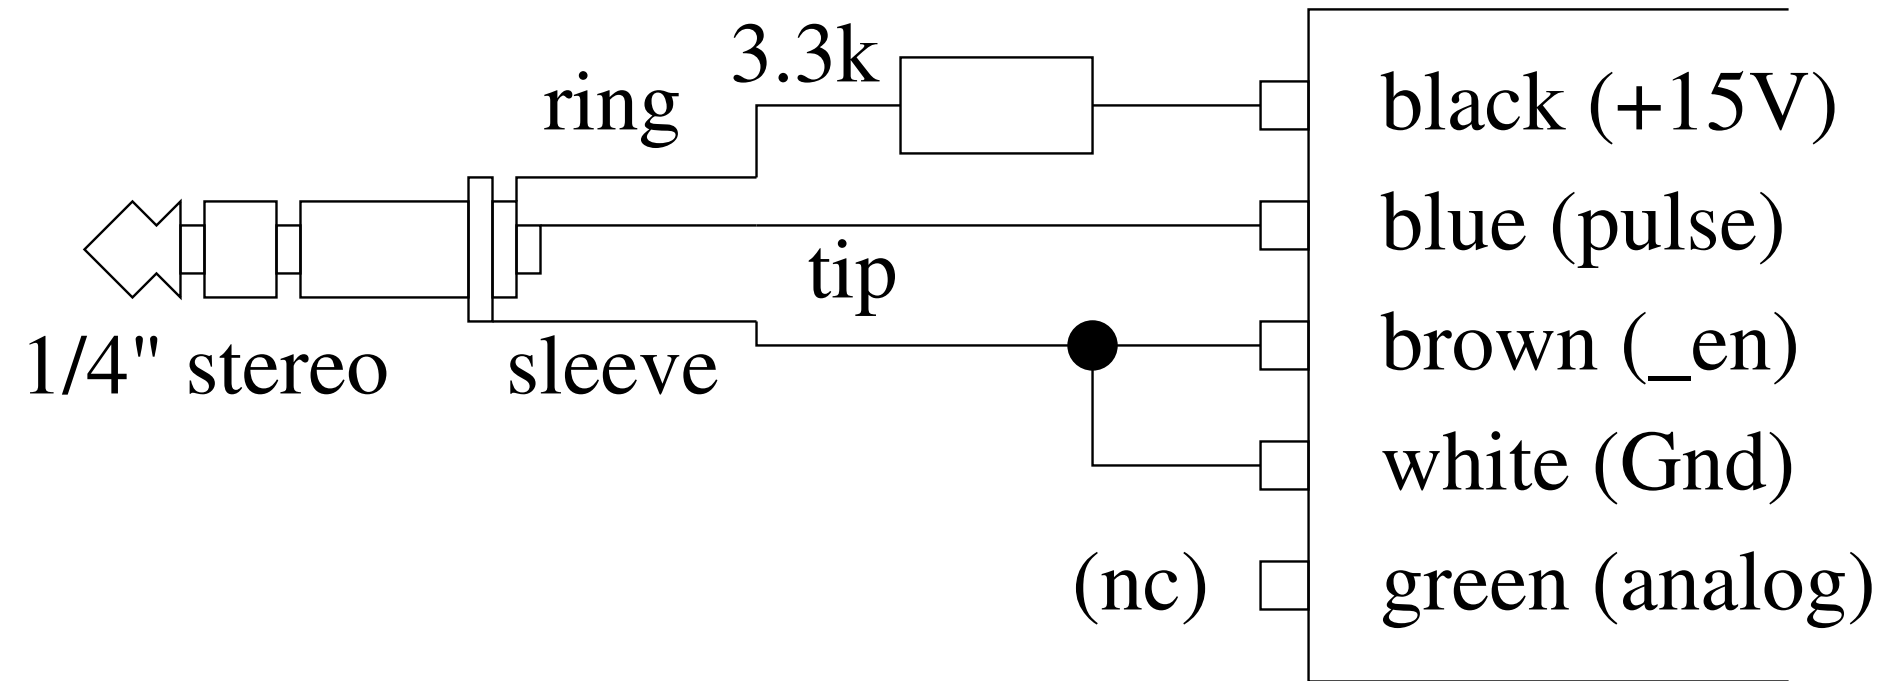 3.3k
ring
black (+15V)
blue (pulse)
tip
brown (_en)
1/4" stereo
sleeve
white (Gnd)
(nc)
green (analog)